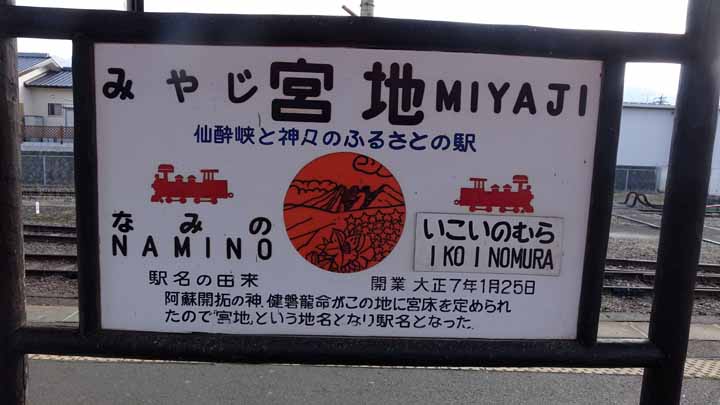 みやじ 宮地 MIYAJI
仙酔峡と神々のふるさとの駅
なみの
NAMINO
いこいのむら
IKOINOMURA
駅名の由来 開業 大正7年1月25日
阿蘇開拓の神、健磐龍命がこの地に宮床を定められ
たので“宮地”という地名となり駅名となった.